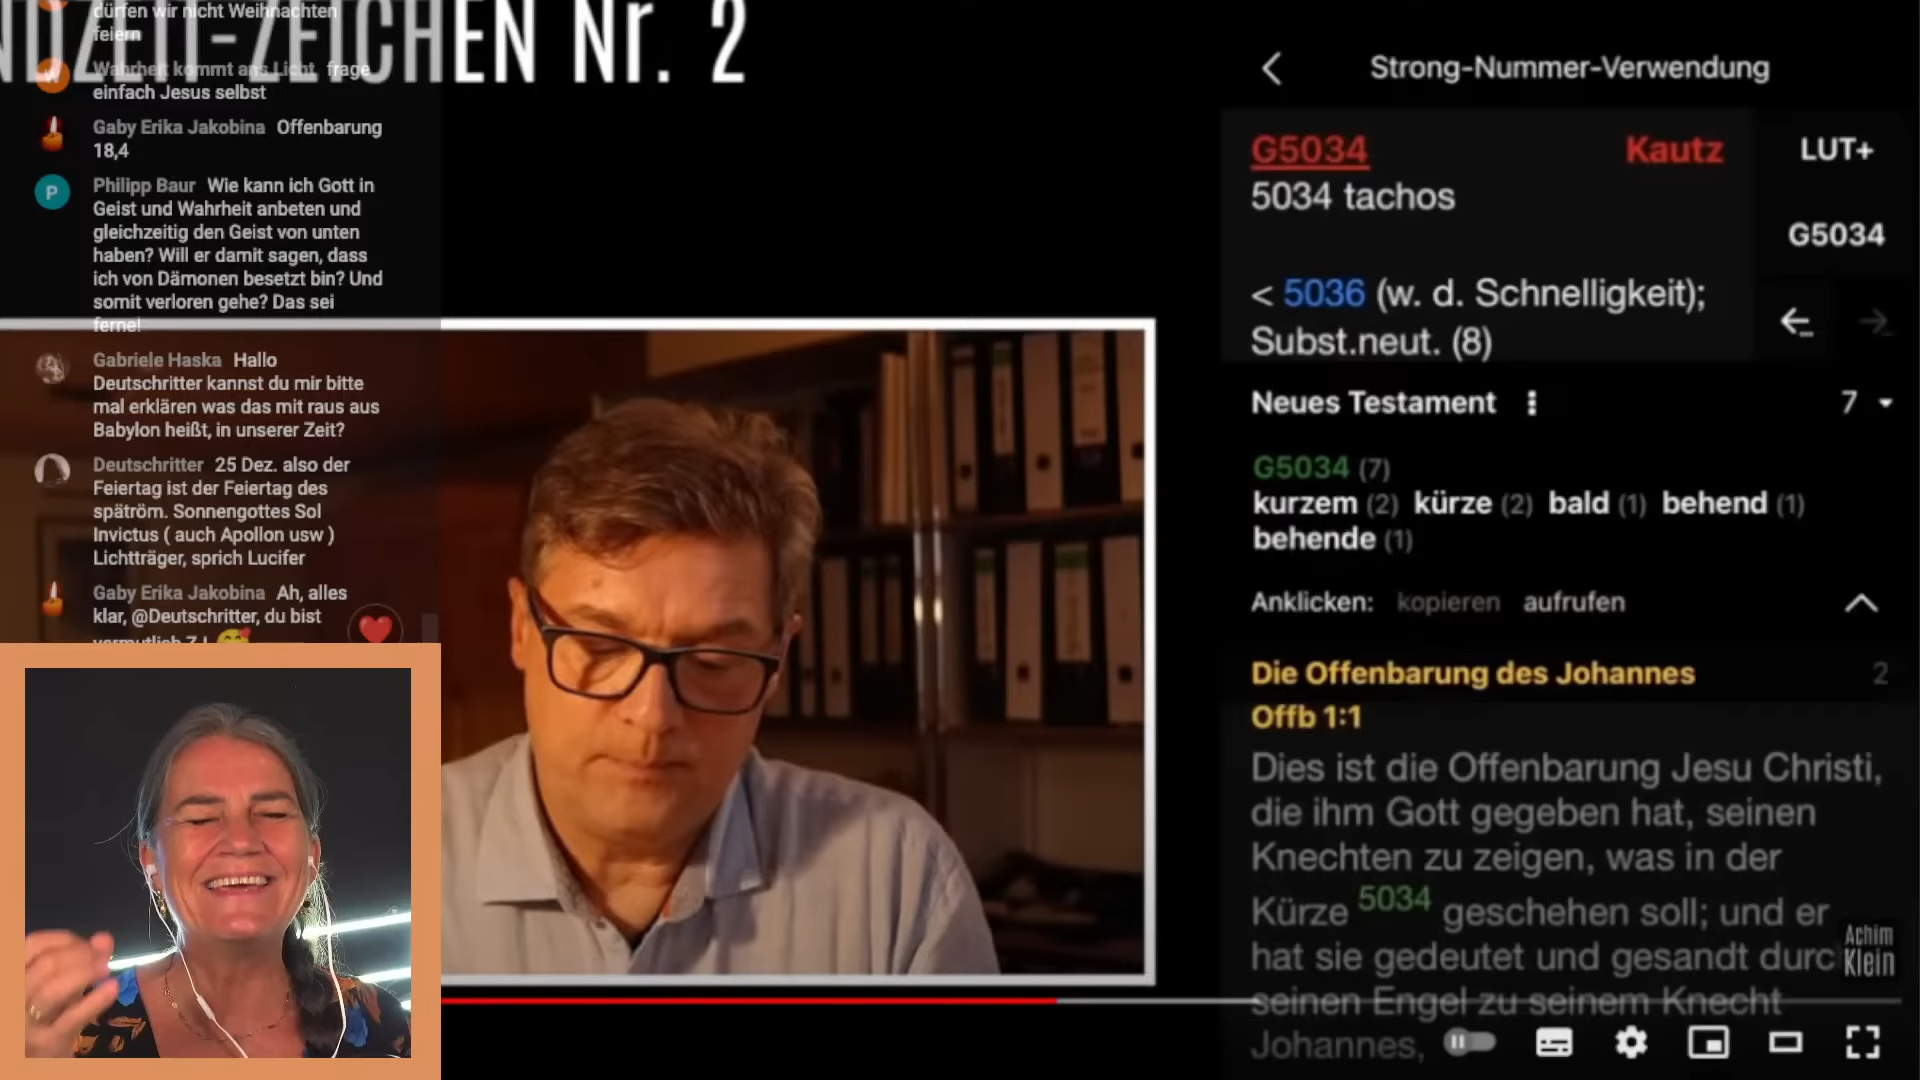 NDZEIT-ZEICHEN Nr. 2
dürfen wir nicht Weihnachten
feiern
W
Wahrheit kommt ans Licht frage
einfach Jesus selbst
Gaby Erika Jakobina Offenbarung
18,4
P
Philipp Baur Wie kann ich Gott in
Geist und Wahrheit anbeten und
gleichzeitig den Geist von unten
haben? Will er damit sagen, dass
ich von Dämonen besetzt bin? Und
somit verloren gehe? Das sei
ferne!
Gabriele Haska Hallo
Deutschritter kannst du mir bitte
mal erklären was das mit raus aus
Babylon heißt, in unserer Zeit?
Deutschritter 25 Dez. also der
Feiertag ist der Feiertag des
spätröm. Sonnengottes Sol
Invictus ( auch Apollon usw )
Lichtträger, sprich Lucifer
Gaby Erika Jakobina Ah, alles
klar, @Deutschritter, du bist
vermutlich Z.J.
Strong-Nummer-Verwendung
G5034 Kautz
5034 tachos
< 5036 (w. d. Schnelligkeit);
Subst.neut. (8)
LUT+
G5034
Neues Testament 7
G5034 (7)
kurzem (2) kürze (2) bald (1) behend (1)
behende (1)
Anklicken: kopieren aufrufen
Die Offenbarung des Johannes 2
Offb 1:1
Dies ist die Offenbarung Jesu Christi,
die ihm Gott gegeben hat, seinen
Knechten zu zeigen, was in der
Kürze 5034 geschehen soll; und er
hat sie gedeutet und gesandt durc
seinen Engel zu seinem Knecht
Johannes,
Achim
Klein